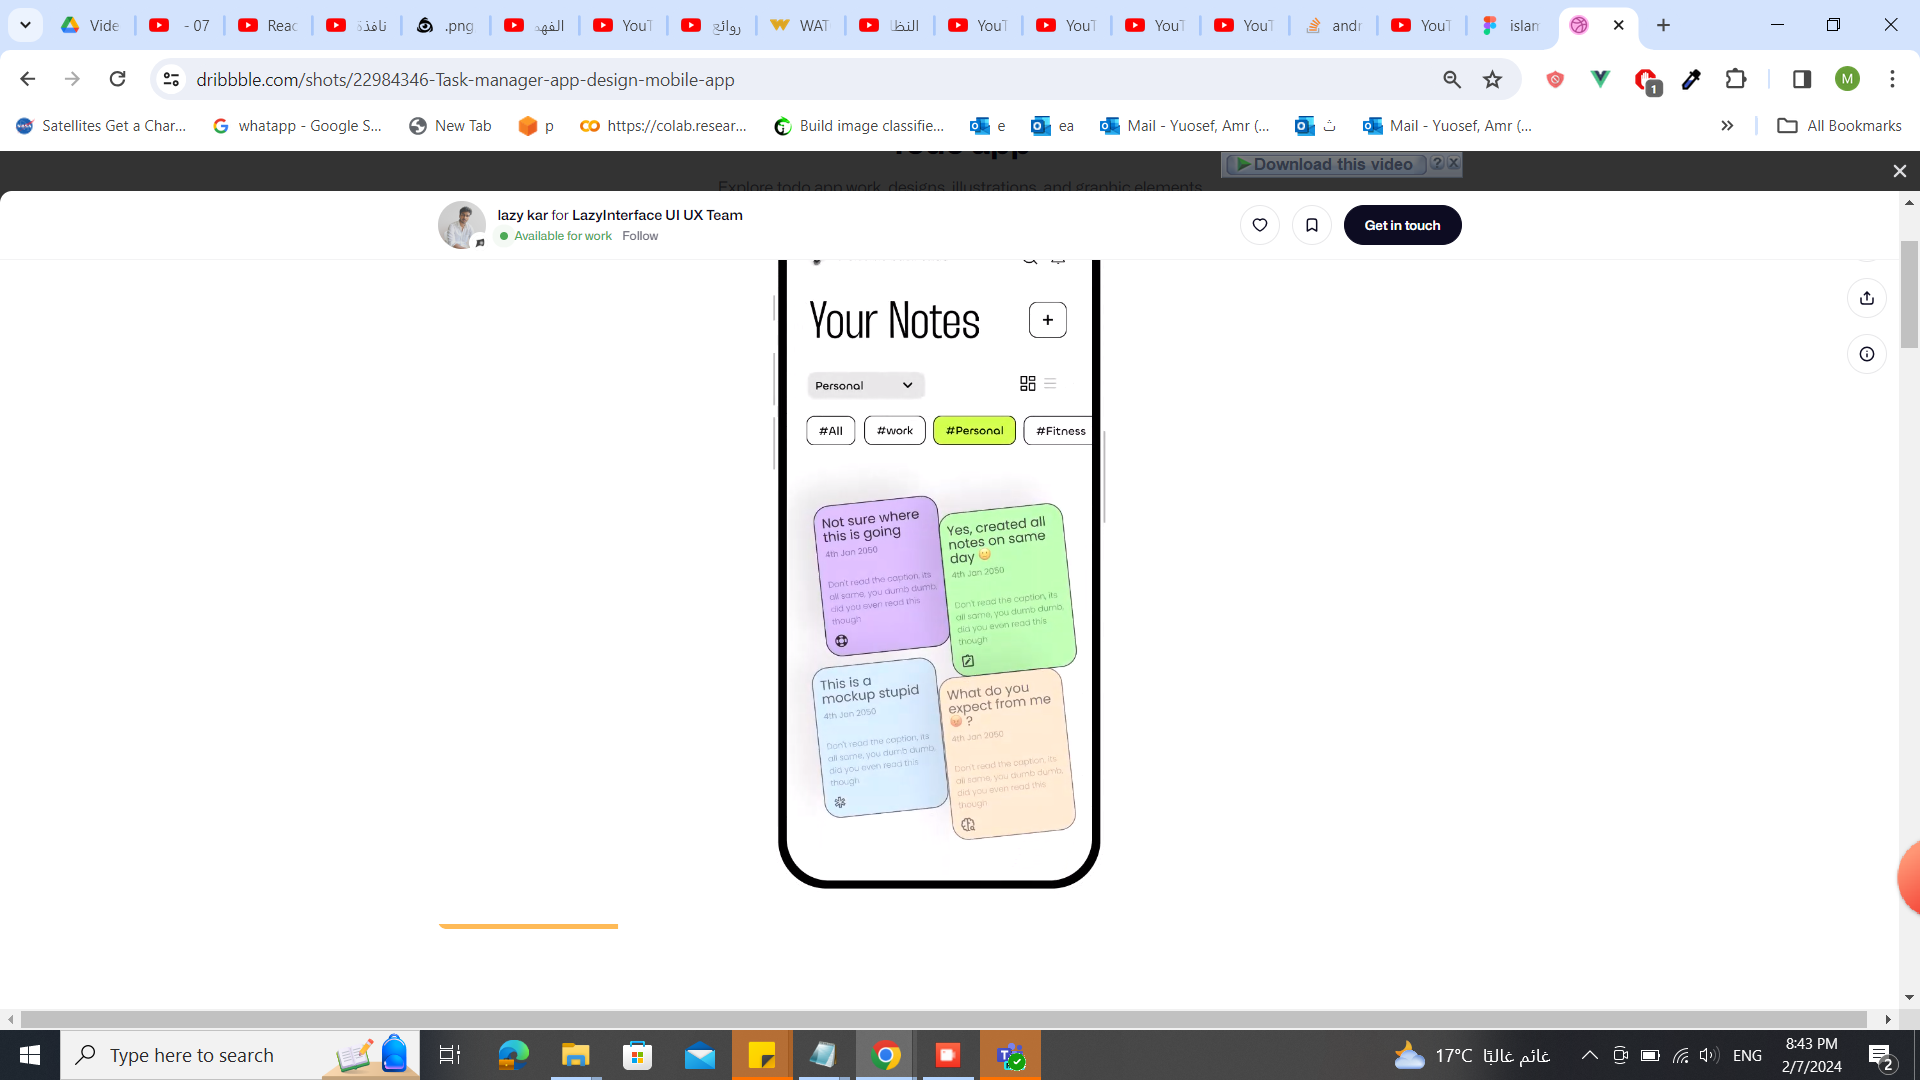 Vide
- 07
Reac
نافذة
.png
الفهد
YouT
روائع
WAT
النظا
YouT
YouT
YouT
YouT
andr
YouT
islam
dribbble.com/shots/22984346-Task-manager-app-design-mobile-app
1
M
Satellites Get a Char...
whatapp - Google S...
New Tab
p
https://colab.resear...
Build image classifie...
e
ea
Mail - Yuosef, Amr (...
ث
Mail - Yuosef, Amr (...
All Bookmarks
Todo app
Download this video
Explore todo app work, designs, illustrations, and graphic elements
lazy kar for LazyInterface UI UX Team
Available for work Follow
Get in touch
Your Notes
+
Personal
#All
#work
#Personal
#Fitness
Not sure where
this is going
4th Jan 2050
Don't read the caption, its
all same, you dumb dumb,
did you even read this
though
Yes, created all
notes on same
day
4th Jan 2050
Don't read the caption, its
all same, you dumb dumb,
did you even read this
though
This is a
mockup stupid
4th Jan 2050
Don't read the caption, its
all same, you dumb dumb,
did you even read this
though
What do you
expect from me
?
4th Jan 2050
Don't read the caption, its
all same, you dumb dumb,
did you even read this
though
Type here to search
17°C غائم غالبًا
ENG
8:43 PM
2/7/2024
2